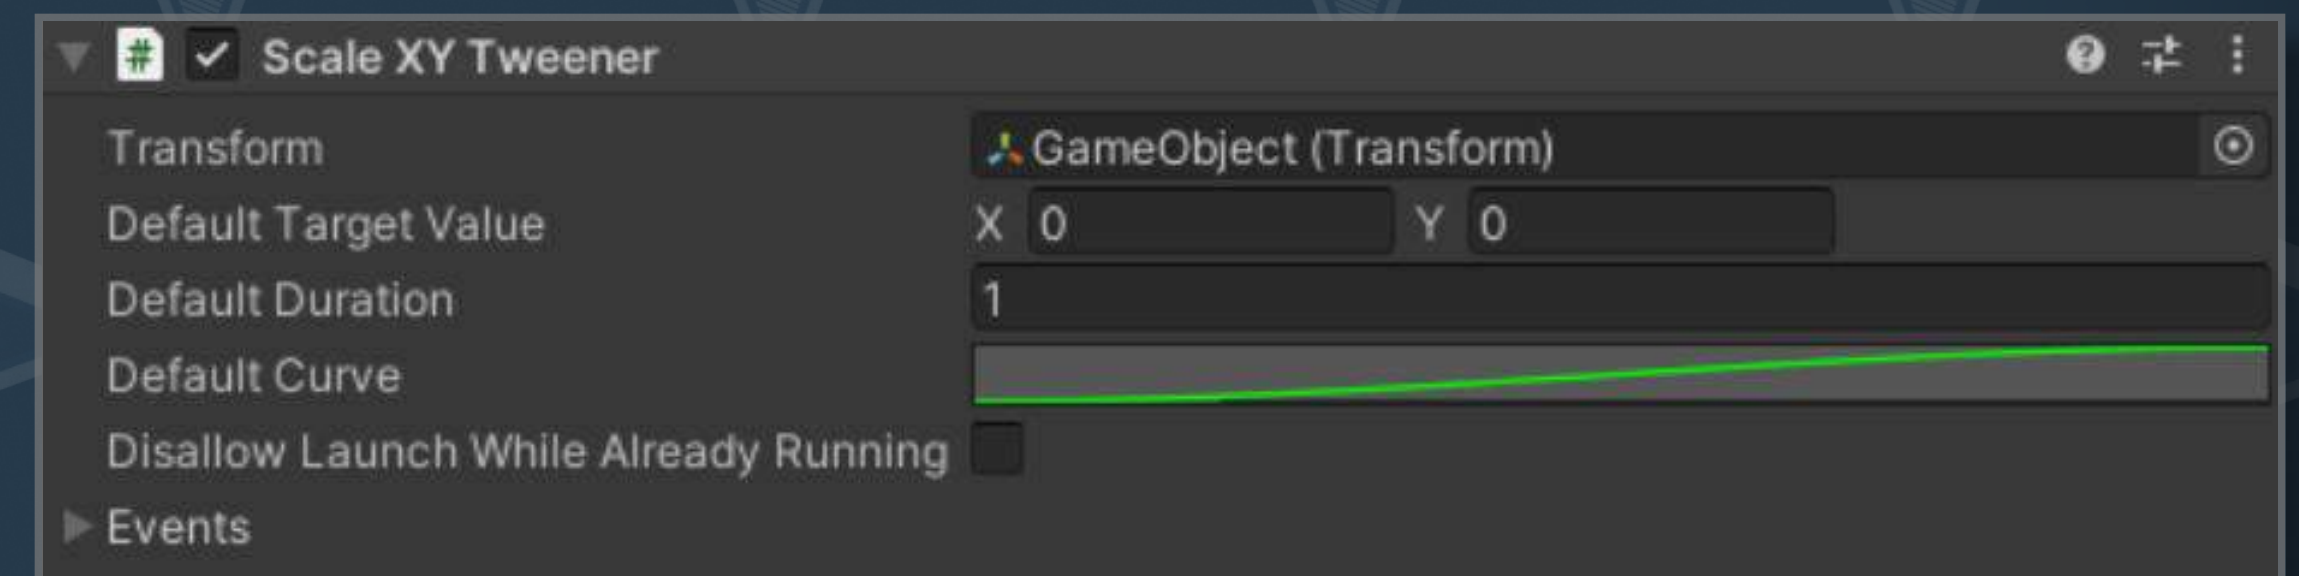 # Scale XY Tweener ?
Transform GameObject (Transform)
Default Target Value X 0 Y 0
Default Duration 1
Default Curve
Disallow Launch While Already Running
Events